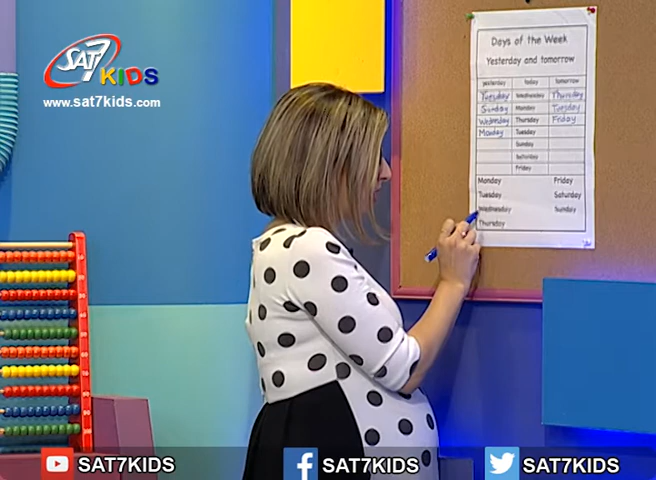 SAT7
KIDS
www.sat7kids.com
Days of the Week
Yesterday and tomorrow
yesterday today tomorrow
Tuesday Wednesday Thursday
Sunday Monday Tuesday
Wednesday Thursday Friday
Monday Tuesday
Sunday
Saturday
Friday
Monday Friday
Tuesday Saturday
Wednesday Sunday
Thursday
SAT7KIDS SAT7KIDS SAT7KIDS